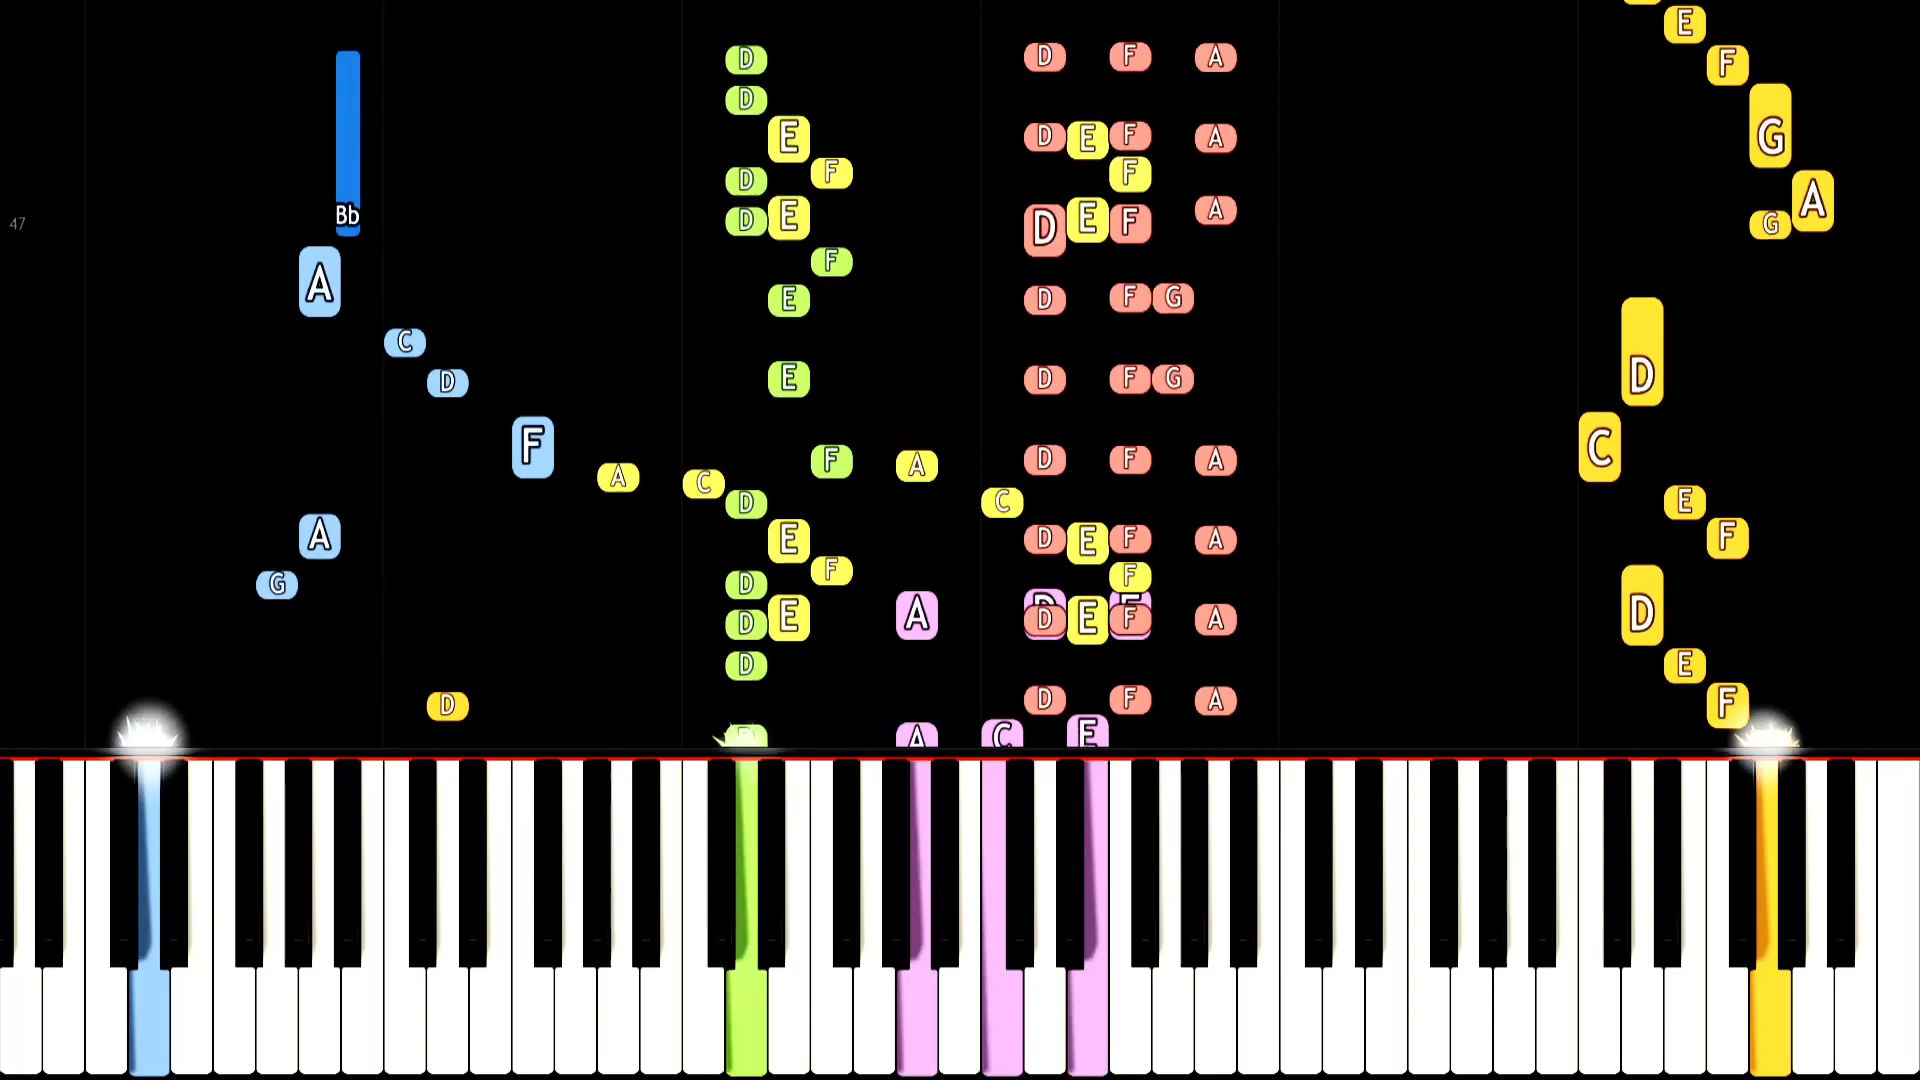 E
D F A
D F
D
G
E D E F A
D F F
D A
A
D E D E F A
Bb G
47
F
A E D F G
D
C
D E D F G
F C
F A D F A
A
C D C E
A E D E F A F
F F
G D
A D
D E D E F A
D E
D D F A F
A C E